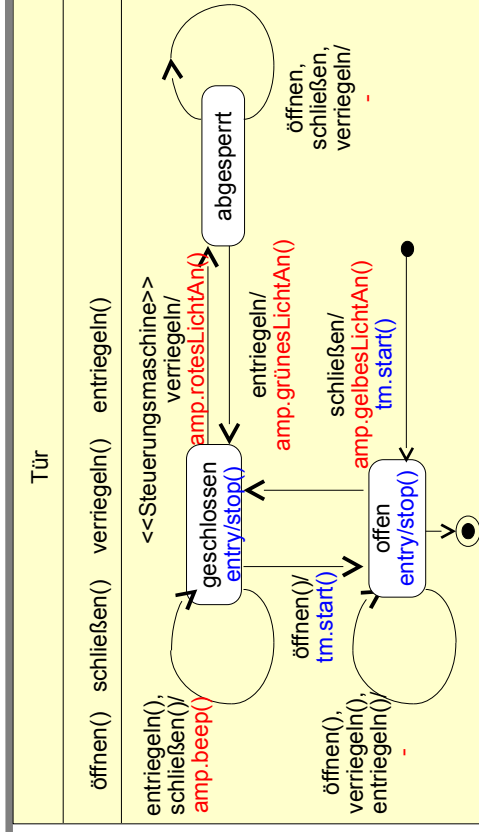 Tür
öffnen() schließen() verriegeln() entriegeln()
<<Steuerungsmaschine>>
entriegeln(),
schließen()/
amp.beep()
geschlossen
entry/stop()
verriegeln/
amp.rotesLichtAn()
abgesperrt
entriegeln/
amp.grünesLichtAn()
öffnen,
schließen,
verriegeln/
-
öffnen()/
tm.start()
schließen/
amp.gelbesLichtAn()
tm.start()
öffnen(),
verriegeln(),
entriegeln()/
-
offen
entry/stop()